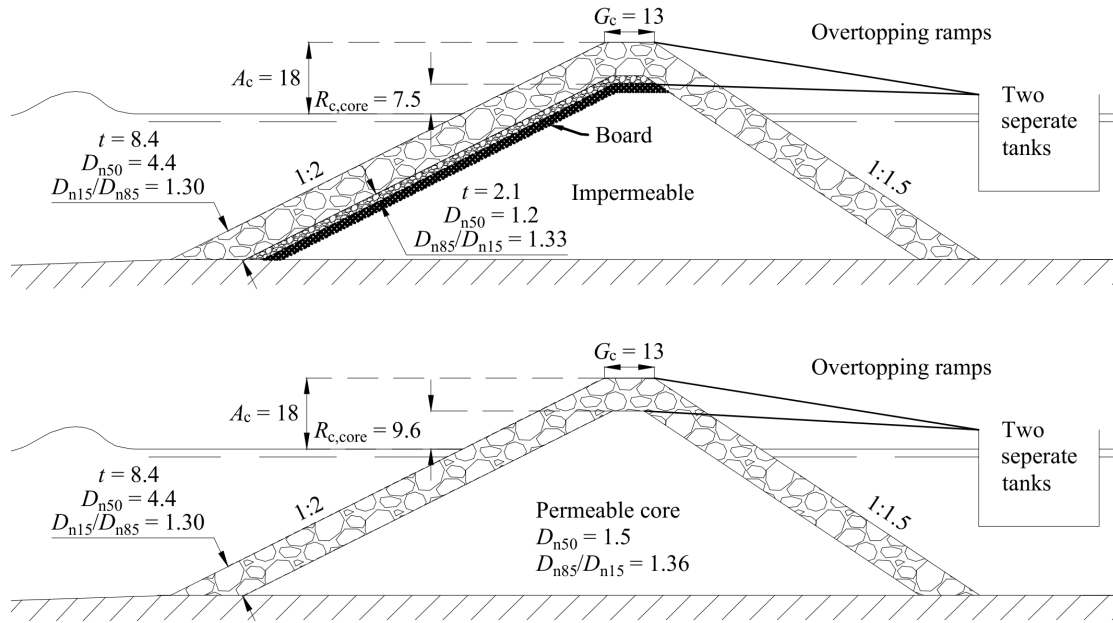 G_c = 13
Overtopping ramps
A_c = 18
R_c,core = 7.5
Two
seperate
tanks
Board
t = 8.4
D_n50 = 4.4
D_n15/D_n85 = 1.30
1:2
t = 2.1
D_n50 = 1.2
D_n85/D_n15 = 1.33
Impermeable
1:1.5
G_c = 13
Overtopping ramps
A_c = 18
R_c,core = 9.6
Two
seperate
tanks
t = 8.4
D_n50 = 4.4
D_n15/D_n85 = 1.30
1:2
Permeable core
D_n50 = 1.5
D_n85/D_n15 = 1.36
1:1.5